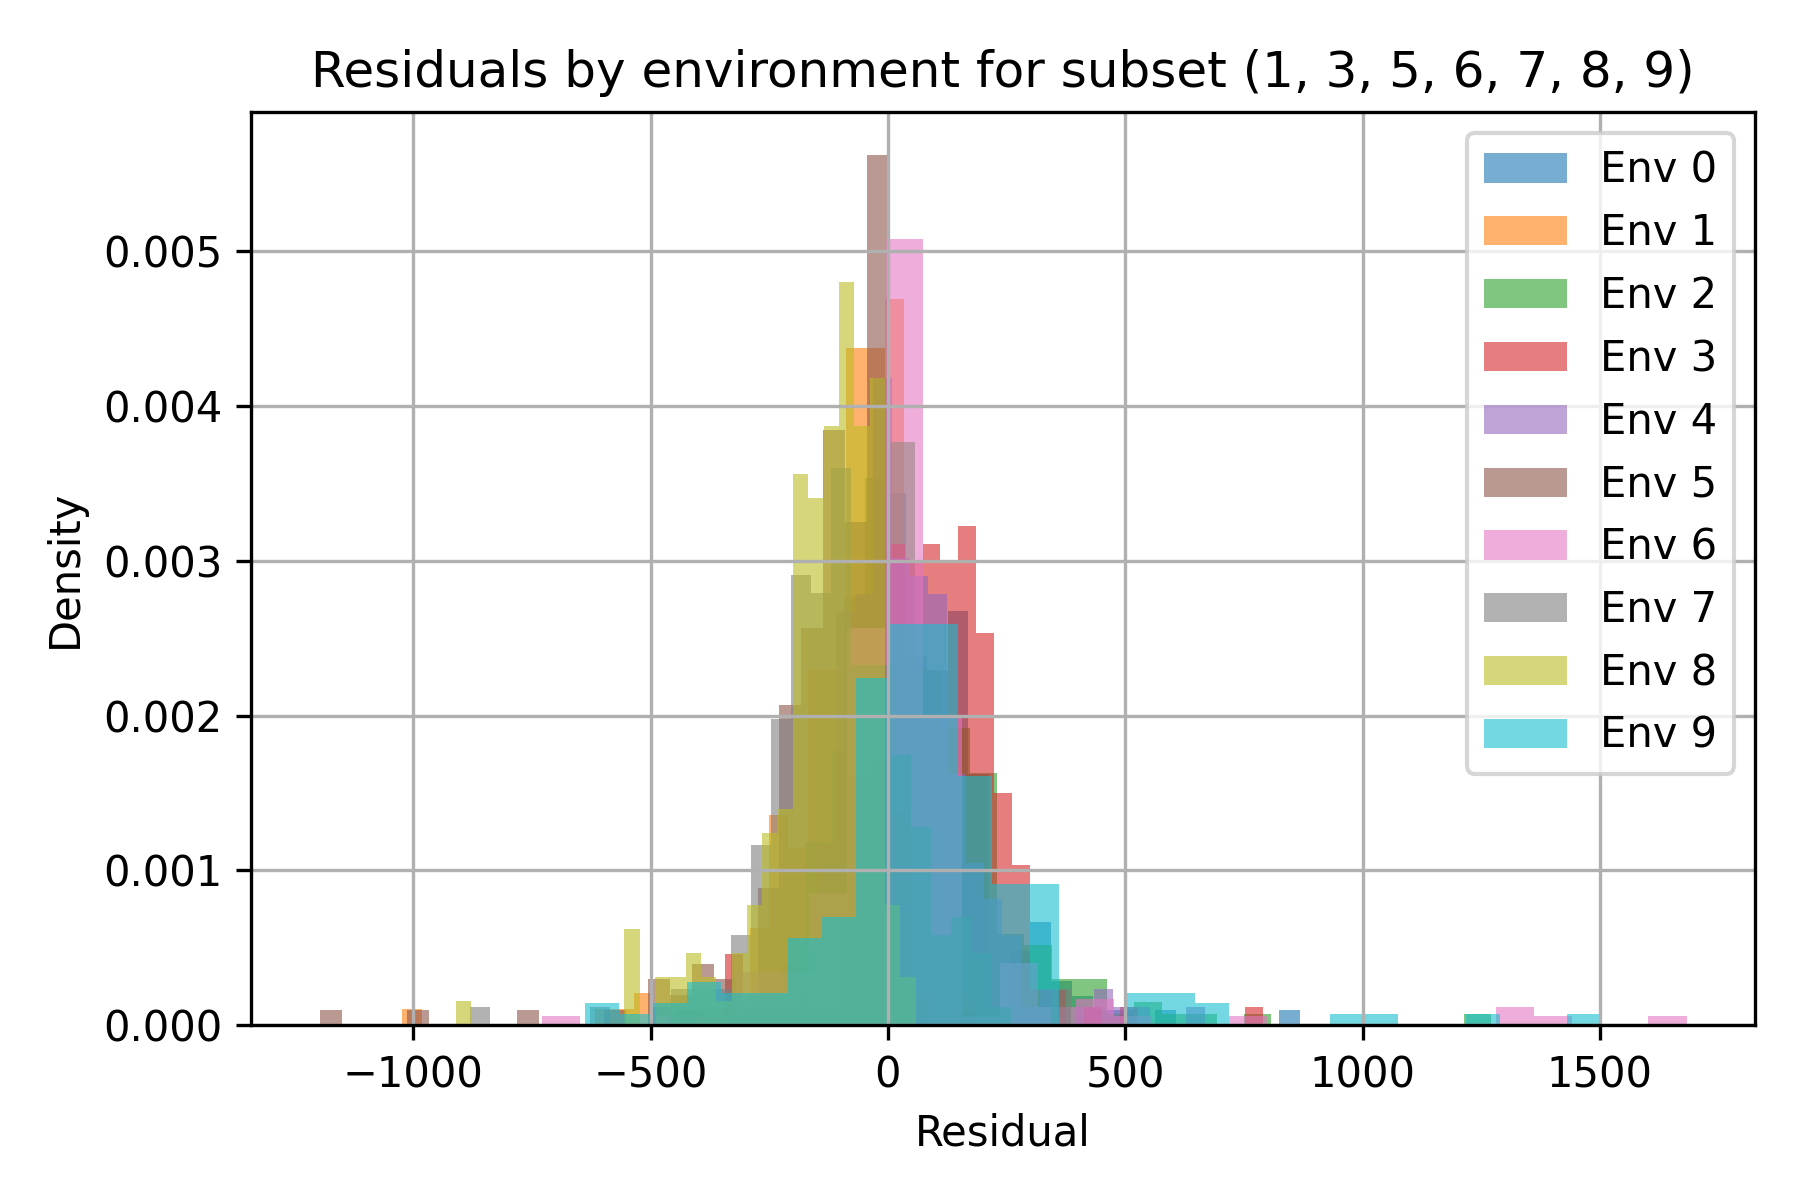 Residuals by environment for subset (1, 3, 5, 6, 7, 8, 9)
Density
0.005
0.004
0.003
0.002
0.001
0.000
−1000
−500
0
500
1000
1500
Residual
Env 0
Env 1
Env 2
Env 3
Env 4
Env 5
Env 6
Env 7
Env 8
Env 9